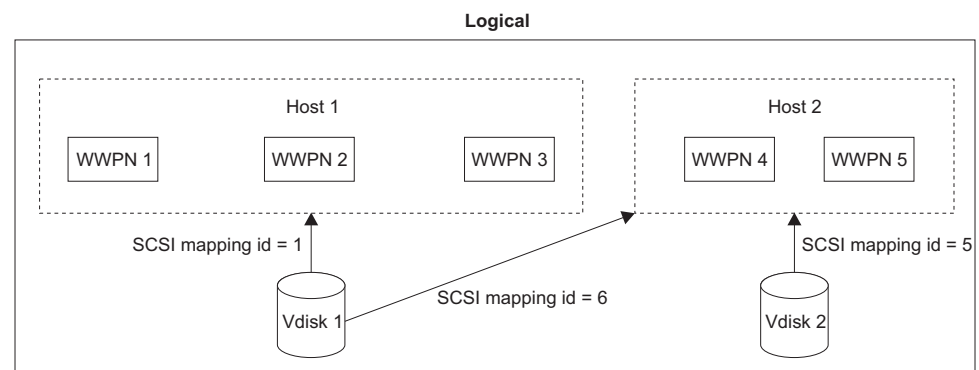 Logical
Host 1
Host 2
WWPN 1
WWPN 2
WWPN 3
WWPN 4
WWPN 5
SCSI mapping id = 1
SCSI mapping id = 5
SCSI mapping id = 6
Vdisk 1
Vdisk 2